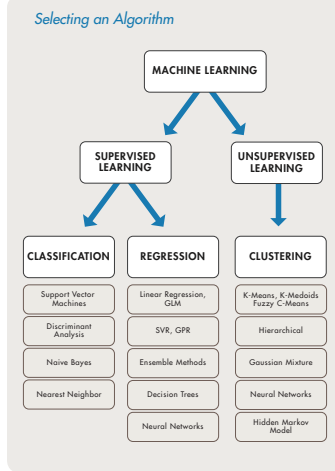 Selecting an Algorithm
MACHINE LEARNING
SUPERVISED
LEARNING
UNSUPERVISED
LEARNING
CLASSIFICATION
REGRESSION
CLUSTERING
Support Vector
Machines
Discriminant
Analysis
Naive Bayes
Nearest Neighbor
Linear Regression,
GLM
SVR, GPR
Ensemble Methods
Decision Trees
Neural Networks
K-Means, K-Medoids
Fuzzy C-Means
Hierarchical
Gaussian Mixture
Neural Networks
Hidden Markov
Model